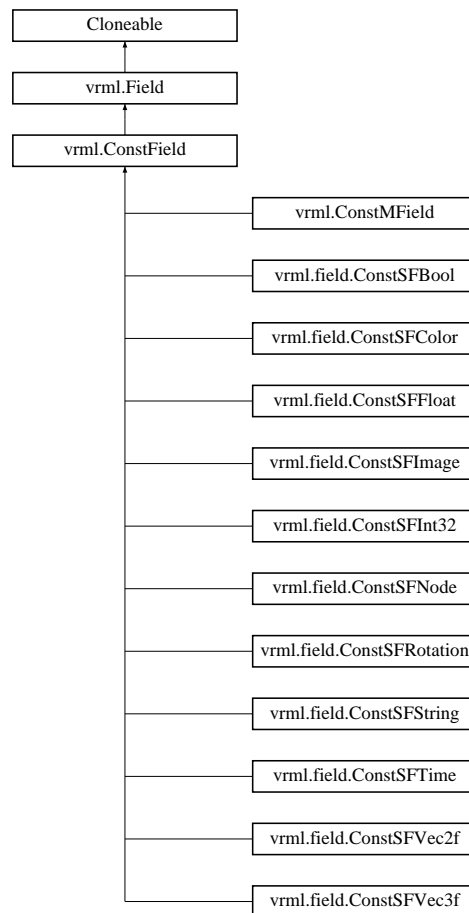 Cloneable
vrml.Field
vrml.ConstField
vrml.ConstMField
vrml.field.ConstSFBool
vrml.field.ConstSFColor
vrml.field.ConstSFFloat
vrml.field.ConstSFImage
vrml.field.ConstSFInt32
vrml.field.ConstSFNode
vrml.field.ConstSFRotation
vrml.field.ConstSFString
vrml.field.ConstSFTime
vrml.field.ConstSFVec2f
vrml.field.ConstSFVec3f